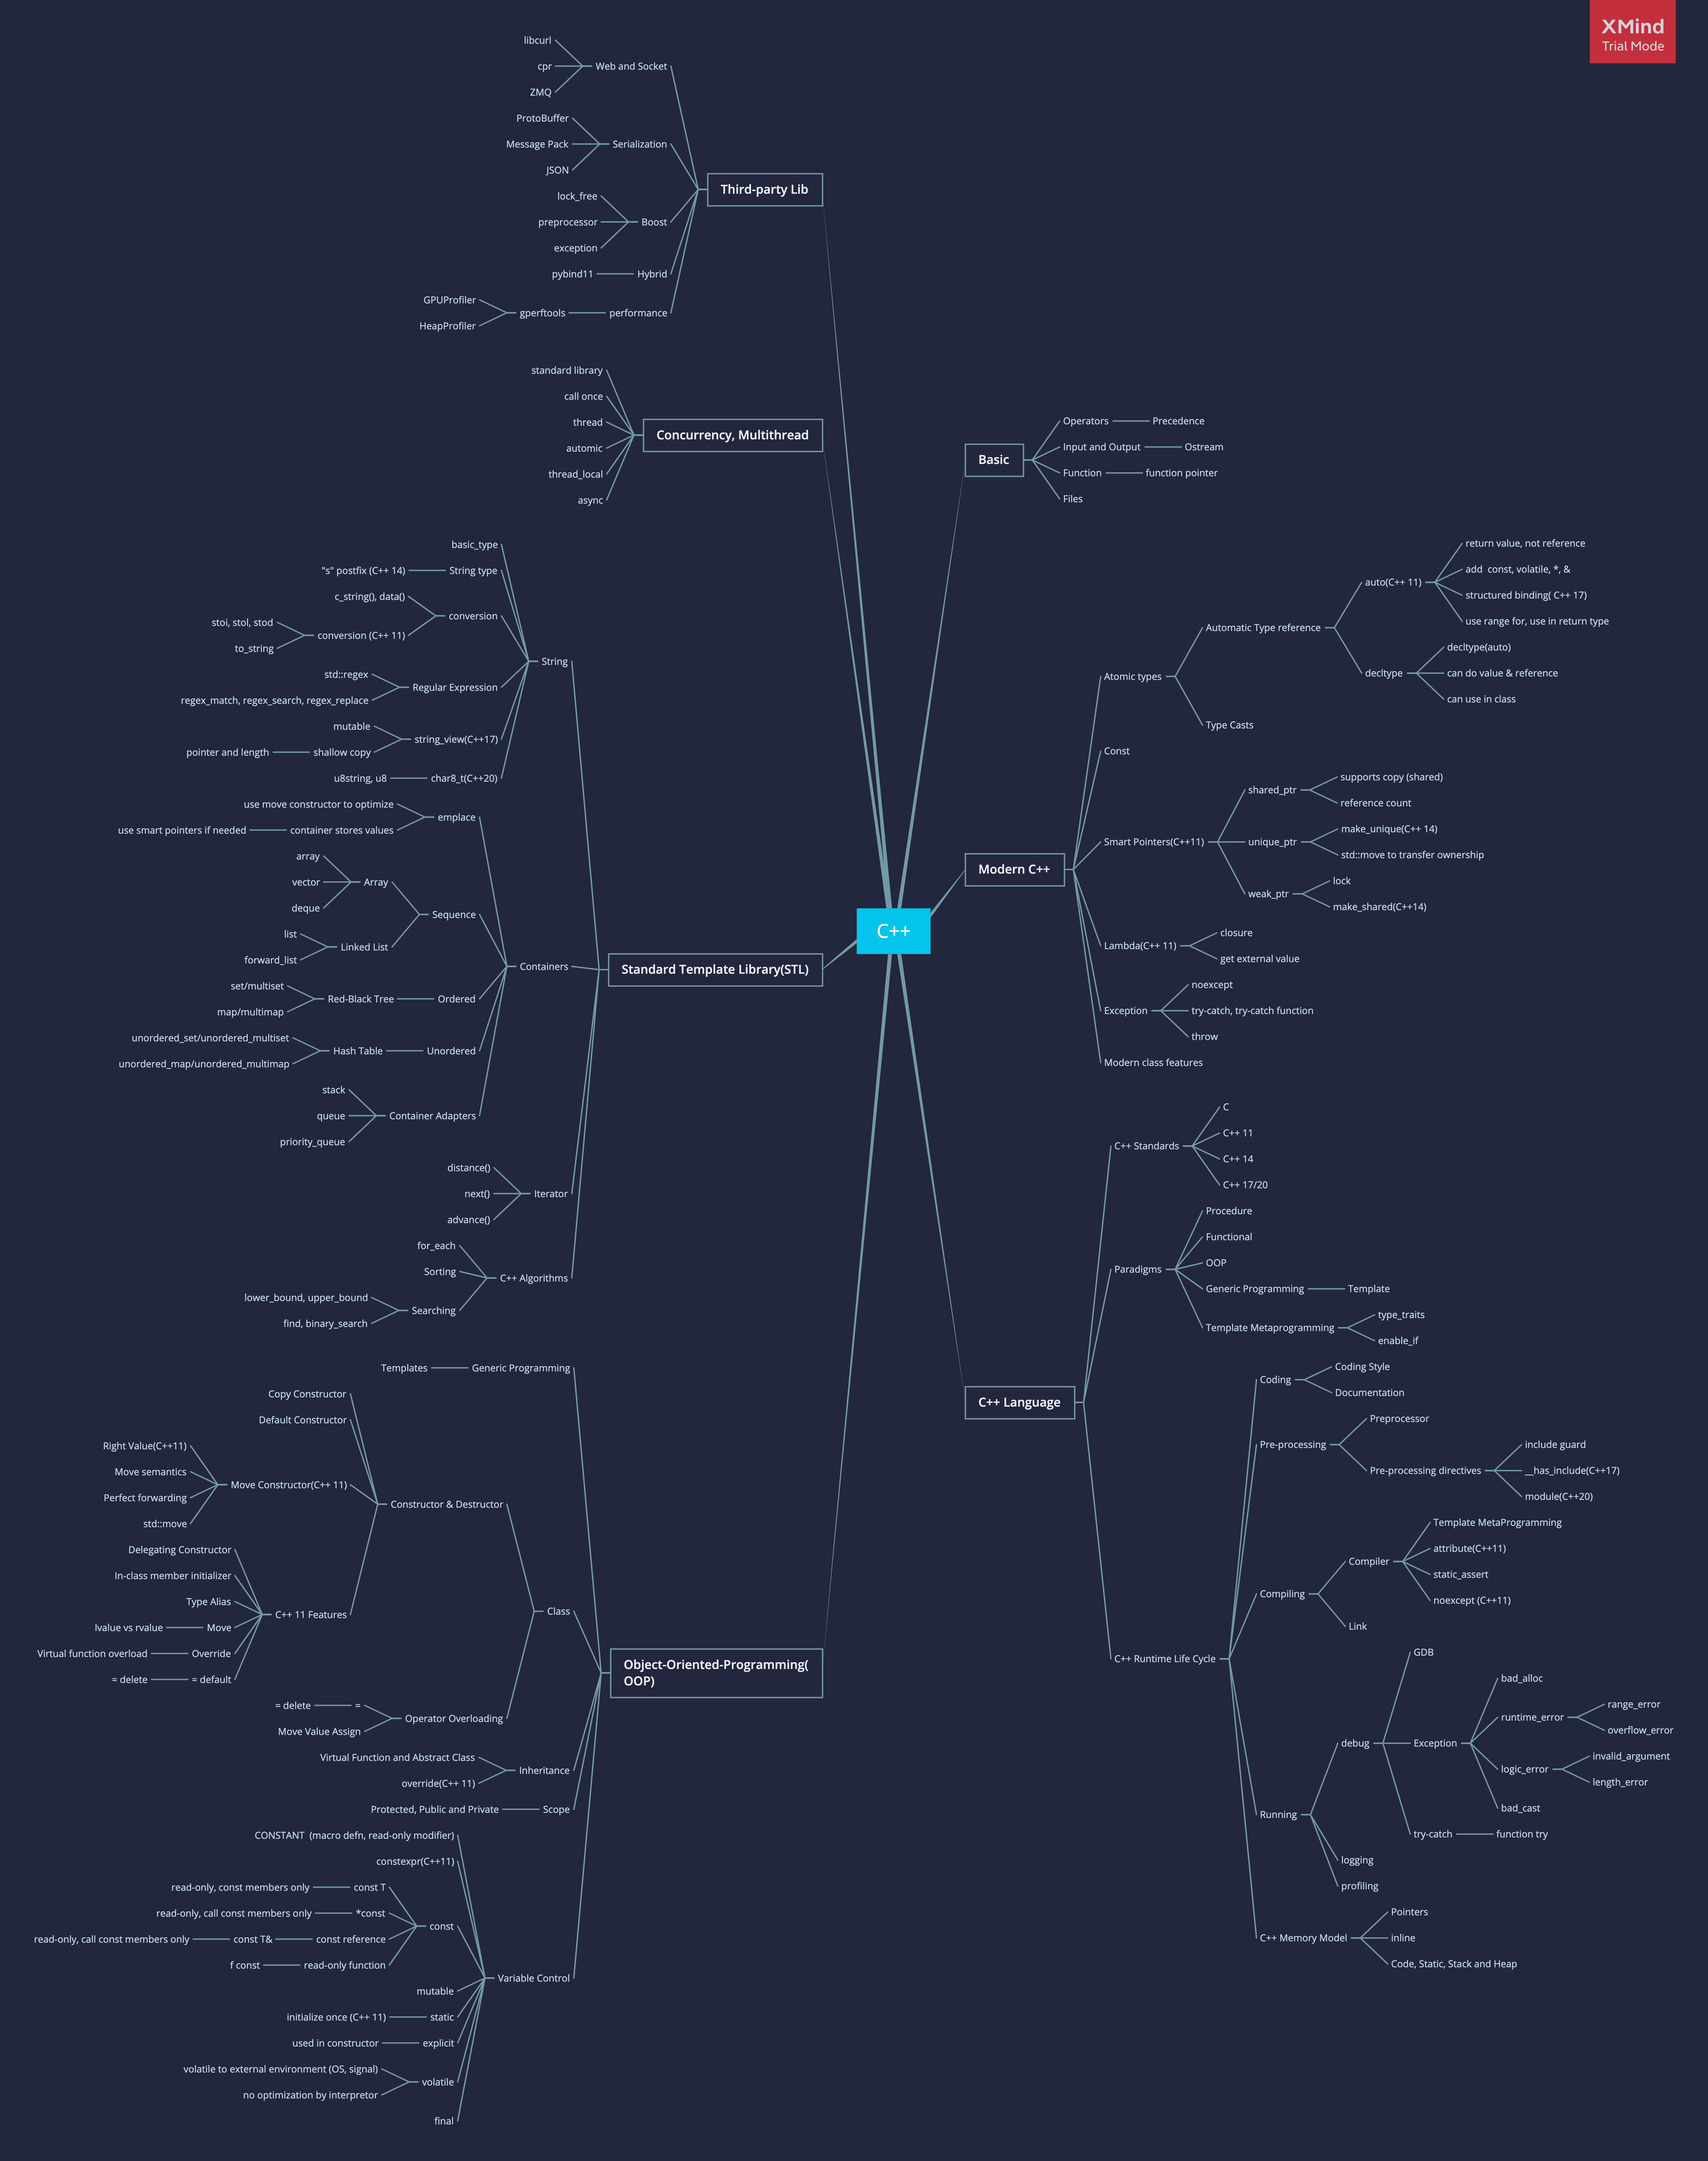 XMind
Trial Mode
C++
Third-party Lib
Web and Socket
libcurl
cpr
ZMQ
Serialization
ProtoBuffer
Message Pack
JSON
Boost
lock_free
preprocessor
exception
Hybrid
pybind11
performance
gperftools
GPUProfiler
HeapProfiler
Concurrency, Multithread
standard library
call once
thread
automic
thread_local
async
Standard Template Library(STL)
String
basic_type
String type
"s" postfix (C++ 14)
conversion
c_string(), data()
conversion (C++ 11)
stoi, stol, stod
to_string
Regular Expression
std::regex
regex_match, regex_search, regex_replace
string_view(C++17)
mutable
shallow copy
pointer and length
char8_t(C++20)
u8string, u8
Containers
emplace
use move constructor to optimize
container stores values
use smart pointers if needed
Sequence
Array
array
vector
deque
Linked List
list
forward_list
Ordered
Red-Black Tree
set/multiset
map/multimap
Unordered
Hash Table
unordered_set/unordered_multiset
unordered_map/unordered_multimap
Container Adapters
stack
queue
priority_queue
Iterator
distance()
next()
advance()
C++ Algorithms
for_each
Sorting
Searching
lower_bound, upper_bound
find, binary_search
Object-Oriented-Programming(
OOP)
Generic Programming
Templates
Class
Constructor & Destructor
Copy Constructor
Default Constructor
Move Constructor(C++ 11)
Right Value(C++11)
Move semantics
Perfect forwarding
std::move
C++ 11 Features
Delegating Constructor
In-class member initializer
Type Alias
Move
lvalue vs rvalue
Override
Virtual function overload
= default
= delete
Operator Overloading
=
= delete
Move Value Assign
Inheritance
Virtual Function and Abstract Class
override(C++ 11)
Scope
Protected, Public and Private
Variable Control
CONSTANT  (macro defn, read-only modifier)
constexpr(C++11)
const
const T
read-only, const members only
*const
read-only, call const members only
const reference
const T&
read-only, call const members only
read-only function
f const
mutable
static
initialize once (C++ 11)
explicit
used in constructor
volatile
volatile to external environment (OS, signal)
no optimization by interpretor
final
Basic
Operators
Precedence
Input and Output
Ostream
Function
function pointer
Files
Modern C++
Atomic types
Automatic Type reference
auto(C++ 11)
return value, not reference
add  const, volatile, *, &
structured binding( C++ 17)
use range for, use in return type
decltype
decltype(auto)
can do value & reference
can use in class
Type Casts
Const
Smart Pointers(C++11)
shared_ptr
supports copy (shared)
reference count
unique_ptr
make_unique(C++ 14)
std::move to transfer ownership
weak_ptr
lock
make_shared(C++14)
Lambda(C++ 11)
closure
get external value
Exception
noexcept
try-catch, try-catch function
throw
Modern class features
C++ Language
C++ Standards
C
C++ 11
C++ 14
C++ 17/20
Paradigms
Procedure
Functional
OOP
Generic Programming
Template
Template Metaprogramming
type_traits
enable_if
C++ Runtime Life Cycle
Coding
Coding Style
Documentation
Pre-processing
Preprocessor
Pre-processing directives
include guard
__has_include(C++17)
module(C++20)
Compiling
Compiler
Template MetaProgramming
attribute(C++11)
static_assert
noexcept (C++11)
Link
Running
debug
GDB
Exception
bad_alloc
runtime_error
range_error
overflow_error
logic_error
invalid_argument
length_error
bad_cast
try-catch
function try
logging
profiling
C++ Memory Model
Pointers
inline
Code, Static, Stack and Heap